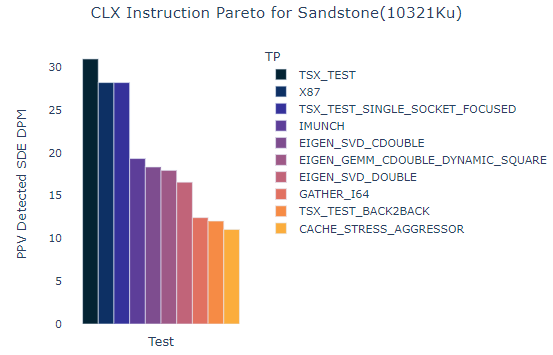 CLX Instruction Pareto for Sandstone(10321Ku)
TP
TSX_TEST
X87
TSX_TEST_SINGLE_SOCKET_FOCUSED
IMUNCH
EIGEN_SVD_CDOUBLE
EIGEN_GEMM_CDOUBLE_DYNAMIC_SQUARE
EIGEN_SVD_DOUBLE
GATHER_I64
TSX_TEST_BACK2BACK
CACHE_STRESS_AGGRESSOR
PPV Detected SDE DPM
30
25
20
15
10
5
0
Test